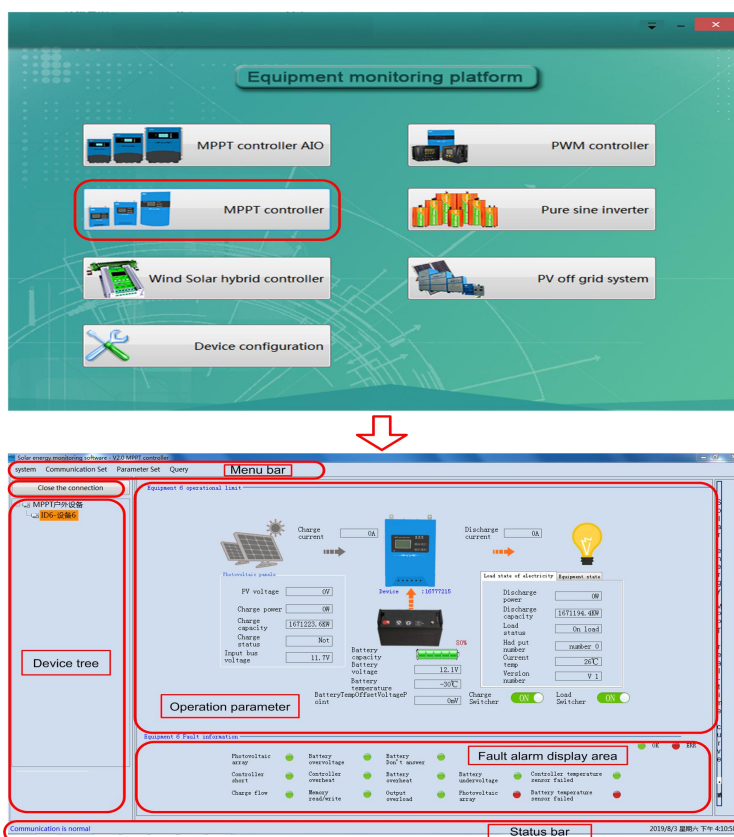 Equipment monitoring platform
MPPT controller AIO
PWM controller
MPPT controller
Pure sine inverter
Wind Solar hybrid controller
PV off grid system
Device configuration
Solar energy monitoring software - V2.0 MPPT controller
system Communication Set Parameter Set Query
Menu bar
Close the connection
MPPT户外设备
ID6-设备6
Device tree
Equipment 6 operational limit
Charge current 0A
Discharge current 0A
Photovoltaic panels
PV voltage 0V
Charge power 0W
Charge capacity 1671223.6KW
Charge status Not
Input bus voltage 11.7V
Device :16777215
80%
Battery capacity
Battery voltage 12.1V
Battery temperature -30℃
BatteryTempOffsetVoltageP
oint 0mV
Load state of electricity Equipment state
Discharge power 0W
Discharge capacity 1671194.4KW
Load status On load
Had put number number 0
Current temp 26℃
Version number V 1
Charge Switcher ON
Load Switcher ON
Operation parameter
Equipment 6 Fault information
OK ERR
Photovoltaic array
Battery overvoltage
Battery Don't answer
Fault alarm display area
Controller short
Controller overheat
Battery overheat
Battery undervoltage
Controller temperature sensor failed
Charge flow
Memory read/write
Output overload
Photovoltaic array
Battery temperature sensor failed
Communication is normal
Status bar
2019/8/3 星期六 下午 4:10:58